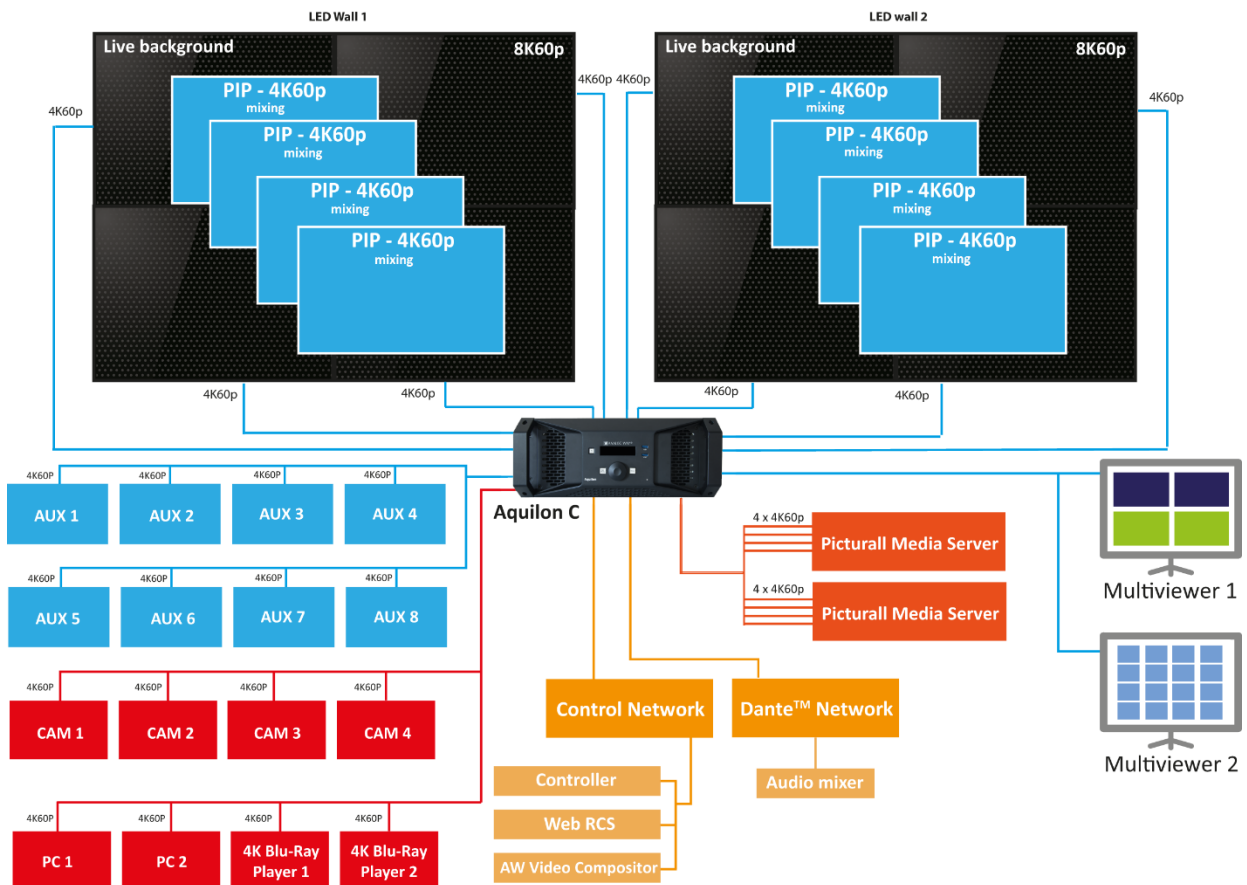 LED Wall 1
LED wall 2
Live background
8K60p
PIP - 4K60p
mixing
PIP - 4K60p
mixing
PIP - 4K60p
mixing
PIP - 4K60p
mixing
Live background
8K60p
PIP - 4K60p
mixing
PIP - 4K60p
mixing
PIP - 4K60p
mixing
PIP - 4K60p
mixing
4K60p
4K60p
4K60p
4K60p
4K60p
4K60p
4K60p
4K60p
Aquilon C
4K60P
4K60P
4K60P
4K60P
AUX 1
AUX 2
AUX 3
AUX 4
4K60P
4K60P
4K60P
4K60P
AUX 5
AUX 6
AUX 7
AUX 8
4K60P
4K60P
4K60P
4K60P
CAM 1
CAM 2
CAM 3
CAM 4
4K60P
4K60P
4K60P
4K60P
PC 1
PC 2
4K Blu-Ray
Player 1
4K Blu-Ray
Player 2
4 x 4K60p
Picturall Media Server
4 x 4K60p
Picturall Media Server
Multiviewer 1
Multiviewer 2
Control Network
Dante™ Network
Controller
Web RCS
AW Video Compositor
Audio mixer